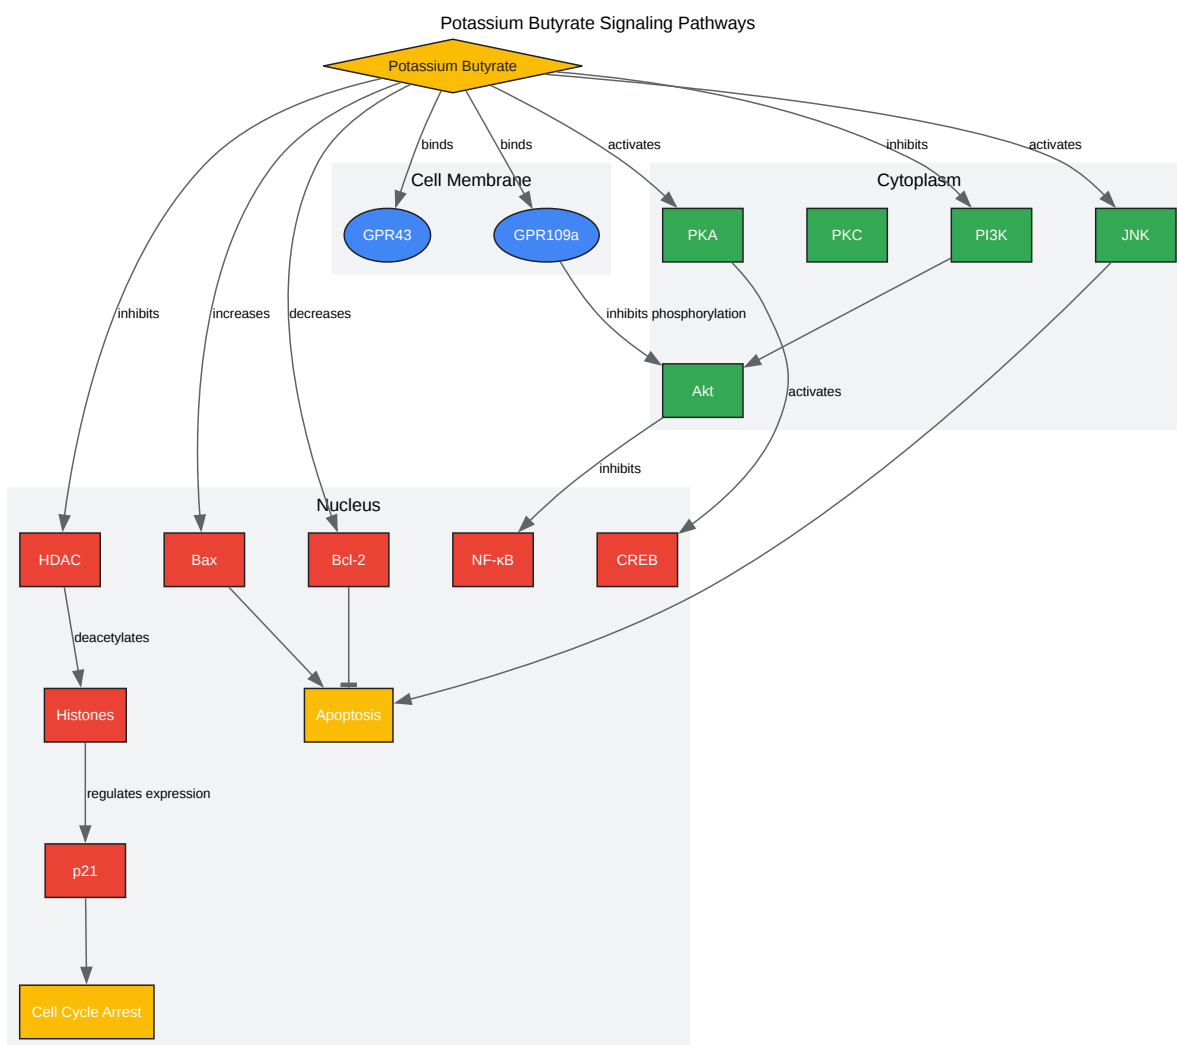 Potassium Butyrate Signaling Pathways
Potassium Butyrate
binds
binds
activates
inhibits
activates
Cell Membrane
Cytoplasm
GPR43
GPR109a
PKA
PKC
PI3K
JNK
inhibits
increases
decreases
inhibits phosphorylation
Akt
activates
inhibits
Nucleus
HDAC
Bax
Bcl-2
NF-κB
CREB
deacetylates
Histones
Apoptosis
regulates expression
p21
Cell Cycle Arrest